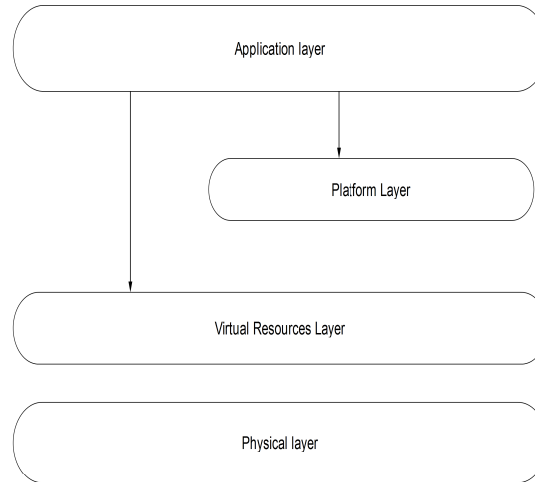 Application layer
Platform Layer
Virtual Resources Layer
Physical layer